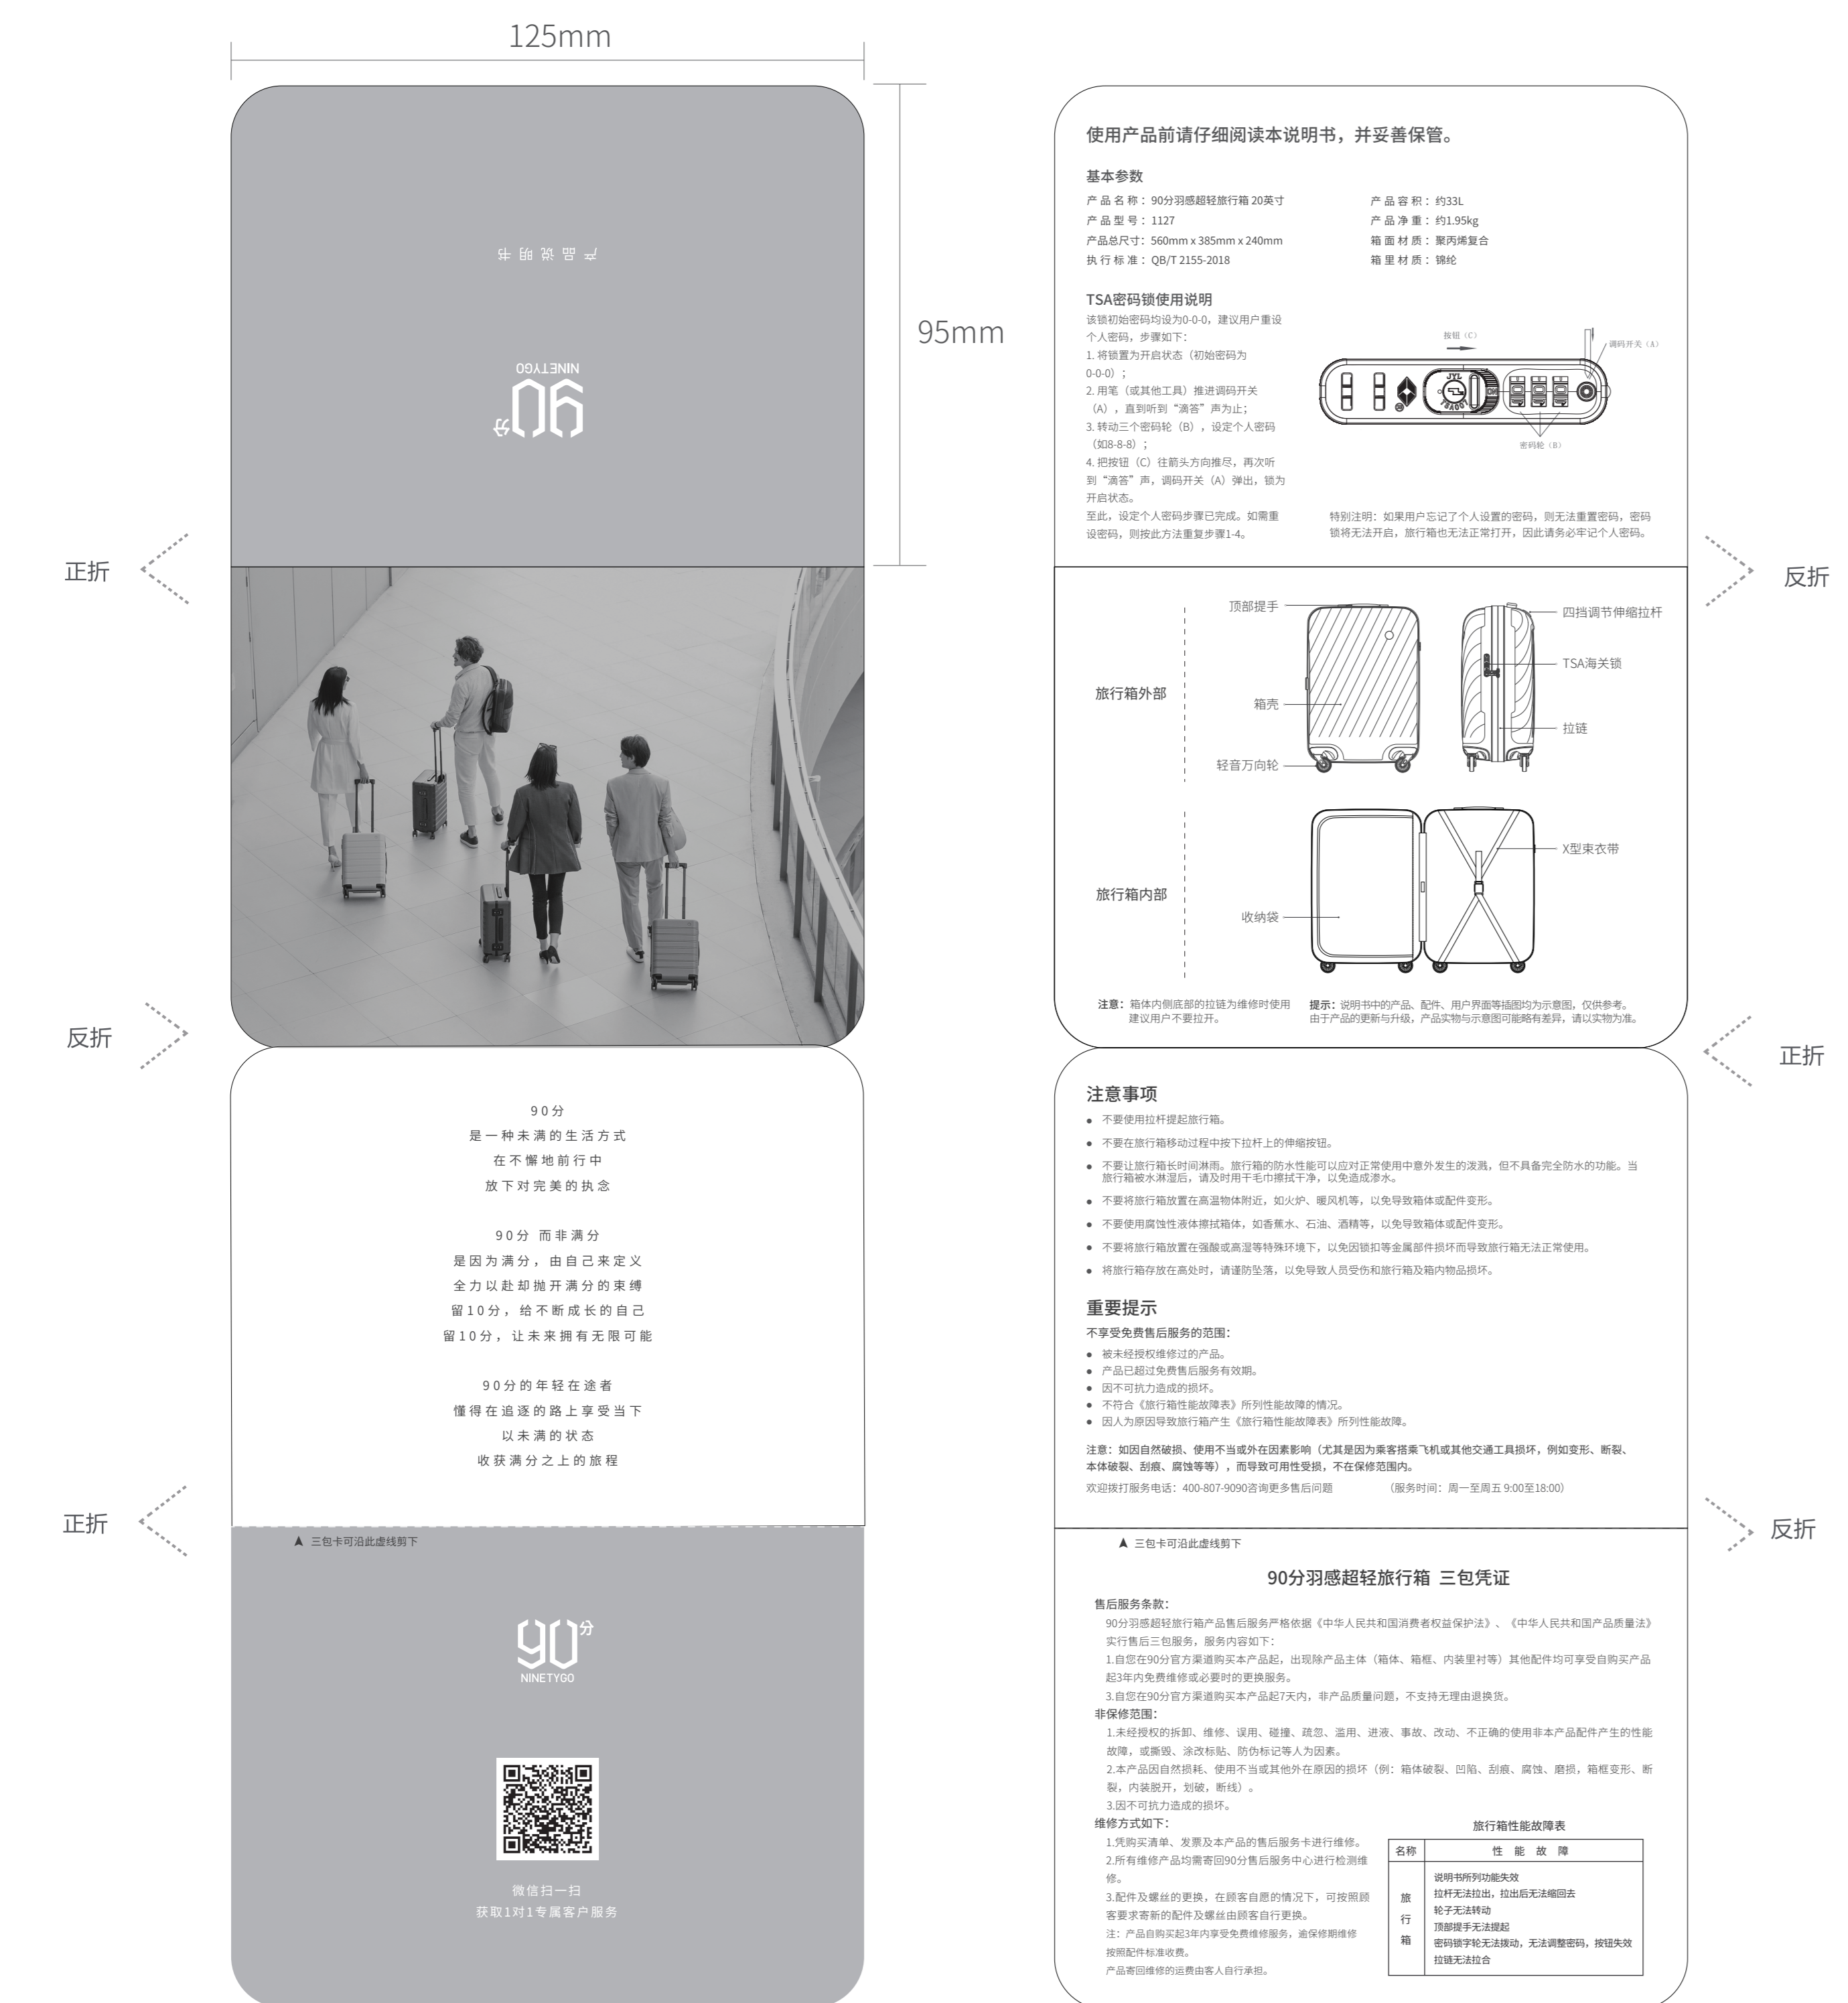 125mm
95mm
产品说明书
90分
NINETYGO
正折
反折
正折
90分
是一种未满的生活方式
在不懈地前行中
放下对完美的执念
90分 而非满分
是因为满分，由自己来定义
全力以赴却抛开满分的束缚
留10分，给不断成长的自己
留10分，让未来拥有无限可能
90分的年轻在途者
懂得在追逐的路上享受当下
以未满的状态
收获满分之上的旅程
三包卡可沿此虚线剪下
90分
NINETYGO
微信扫一扫
获取1对1专属客户服务
使用产品前请仔细阅读本说明书，并妥善保管。
基本参数
产品名称：90分羽感超轻旅行箱 20英寸
产品型号：1127
产品总尺寸：560mm x 385mm x 240mm
执行标准：QB/T 2155-2018
产品容积：约33L
产品净重：约1.95kg
箱面材质：聚丙烯复合
箱里材质：锦纶
TSA密码锁使用说明
该锁初始密码均设为0-0-0，建议用户重设
个人密码，步骤如下：
1. 将锁置为开启状态（初始密码为
0-0-0）；
2. 用笔（或其他工具）推进调码开关
（A），直到听到“滴答”声为止；
3. 转动三个密码轮（B），设定个人密码
（如8-8-8）；
4. 把按钮（C）往箭头方向推尽，再次听
到“滴答”声，调码开关（A）弹出，锁为
开启状态。
至此，设定个人密码步骤已完成。如需重
设密码，则按此方法重复步骤1-4。
按钮（C）
调码开关（A）
JYL
TSA007
密码轮（B）
特别注明：如果用户忘记了个人设置的密码，则无法重置密码，密码
锁将无法开启，旅行箱也无法正常打开，因此请务必牢记个人密码。
反折
旅行箱外部
顶部提手
箱壳
轻音万向轮
四挡调节伸缩拉杆
TSA海关锁
拉链
旅行箱内部
收纳袋
X型束衣带
注意：箱体内侧底部的拉链为维修时使用
建议用户不要拉开。
提示：说明书中的产品、配件、用户界面等插图均为示意图，仅供参考。
由于产品的更新与升级，产品实物与示意图可能略有差异，请以实物为准。
正折
注意事项
● 不要使用拉杆提起旅行箱。
● 不要在旅行箱移动过程中按下拉杆上的伸缩按钮。
● 不要让旅行箱长时间淋雨。旅行箱的防水性能可以应对正常使用中意外发生的泼溅，但不具备完全防水的功能。当
旅行箱被水淋湿后，请及时用干毛巾擦拭干净，以免造成渗水。
● 不要将旅行箱放置在高温物体附近，如火炉、暖风机等，以免导致箱体或配件变形。
● 不要使用腐蚀性液体擦拭箱体，如香蕉水、石油、酒精等，以免导致箱体或配件变形。
● 不要将旅行箱放置在强酸或高湿等特殊环境下，以免因锁扣等金属部件损坏而导致旅行箱无法正常使用。
● 将旅行箱存放在高处时，请谨防坠落，以免导致人员受伤和旅行箱及箱内物品损坏。
重要提示
不享受免费售后服务的范围：
● 被未经授权维修过的产品。
● 产品已超过免费售后服务有效期。
● 因不可抗力造成的损坏。
● 不符合《旅行箱性能故障表》所列性能故障的情况。
● 因人为原因导致旅行箱产生《旅行箱性能故障表》所列性能故障。
注意：如因自然破损、使用不当或外在因素影响（尤其是因为乘客搭乘飞机或其他交通工具损坏，例如变形、断裂、
本体破裂、刮痕、腐蚀等等），而导致可用性受损，不在保修范围内。
欢迎拨打服务电话：400-807-9090咨询更多售后问题 （服务时间：周一至周五 9:00至18:00）
反折
三包卡可沿此虚线剪下
90分羽感超轻旅行箱 三包凭证
售后服务条款：
90分羽感超轻旅行箱产品售后服务严格依据《中华人民共和国消费者权益保护法》、《中华人民共和国产品质量法》
实行售后三包服务，服务内容如下：
1.自您在90分官方渠道购买本产品起，出现除产品主体（箱体、箱框、内装里衬等）其他配件均可享受自购买产品
起3年内免费维修或必要时的更换服务。
3.自您在90分官方渠道购买本产品起7天内，非产品质量问题，不支持无理由退换货。
非保修范围：
1.未经授权的拆卸、维修、误用、碰撞、疏忽、滥用、进液、事故、改动、不正确的使用非本产品配件产生的性能
故障，或撕毁、涂改标贴、防伪标记等人为因素。
2.本产品因自然损耗、使用不当或其他外在原因的损坏（例：箱体破裂、凹陷、刮痕、腐蚀、磨损，箱框变形、断
裂，内装脱开，划破，断线）。
3.因不可抗力造成的损坏。
维修方式如下：
1.凭购买清单、发票及本产品的售后服务卡进行维修。
2.所有维修产品均需寄回90分售后服务中心进行检测维
修。
3.配件及螺丝的更换，在顾客自愿的情况下，可按照顾
客要求寄新的配件及螺丝由顾客自行更换。
注：产品自购买起3年内享受免费维修服务，逾保修期维修
按照配件标准收费。
产品寄回维修的运费由客人自行承担。
旅行箱性能故障表
名称 性能故障
旅行箱
说明书所列功能失效
拉杆无法拉出，拉出后无法缩回去
轮子无法转动
顶部提手无法提起
密码锁字轮无法拨动，无法调整密码，按钮失效
拉链无法拉合